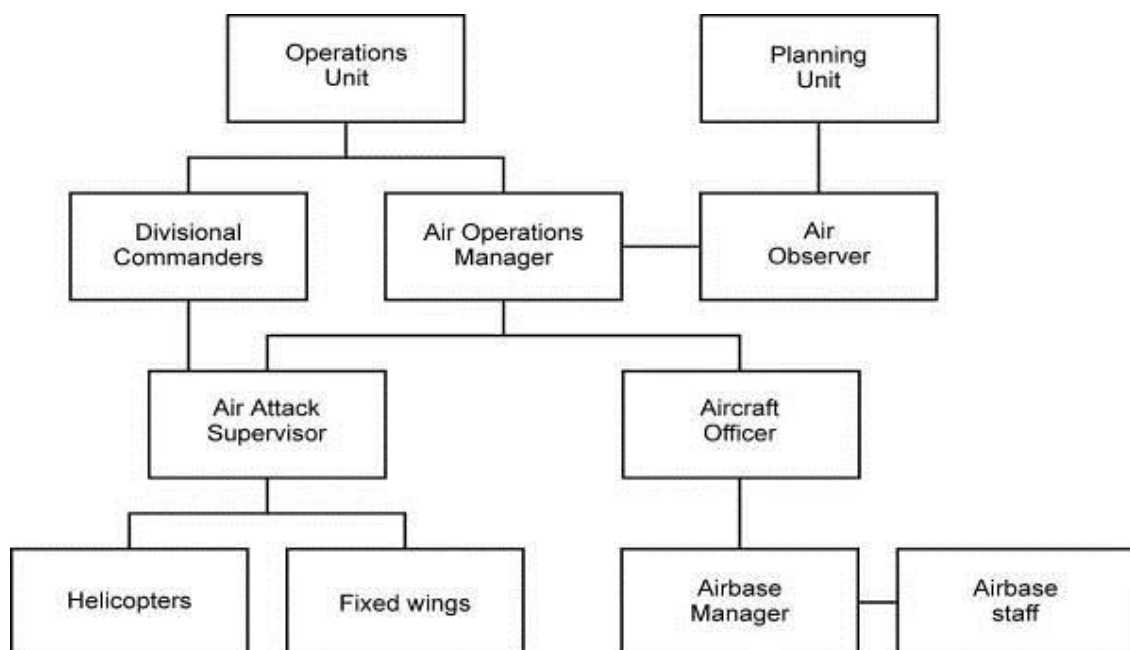 Operations
Unit
Planning
Unit
Divisional
Commanders
Air Operations
Manager
Air
Observer
Air Attack
Supervisor
Aircraft
Officer
Helicopters
Fixed wings
Airbase
Manager
Airbase
staff